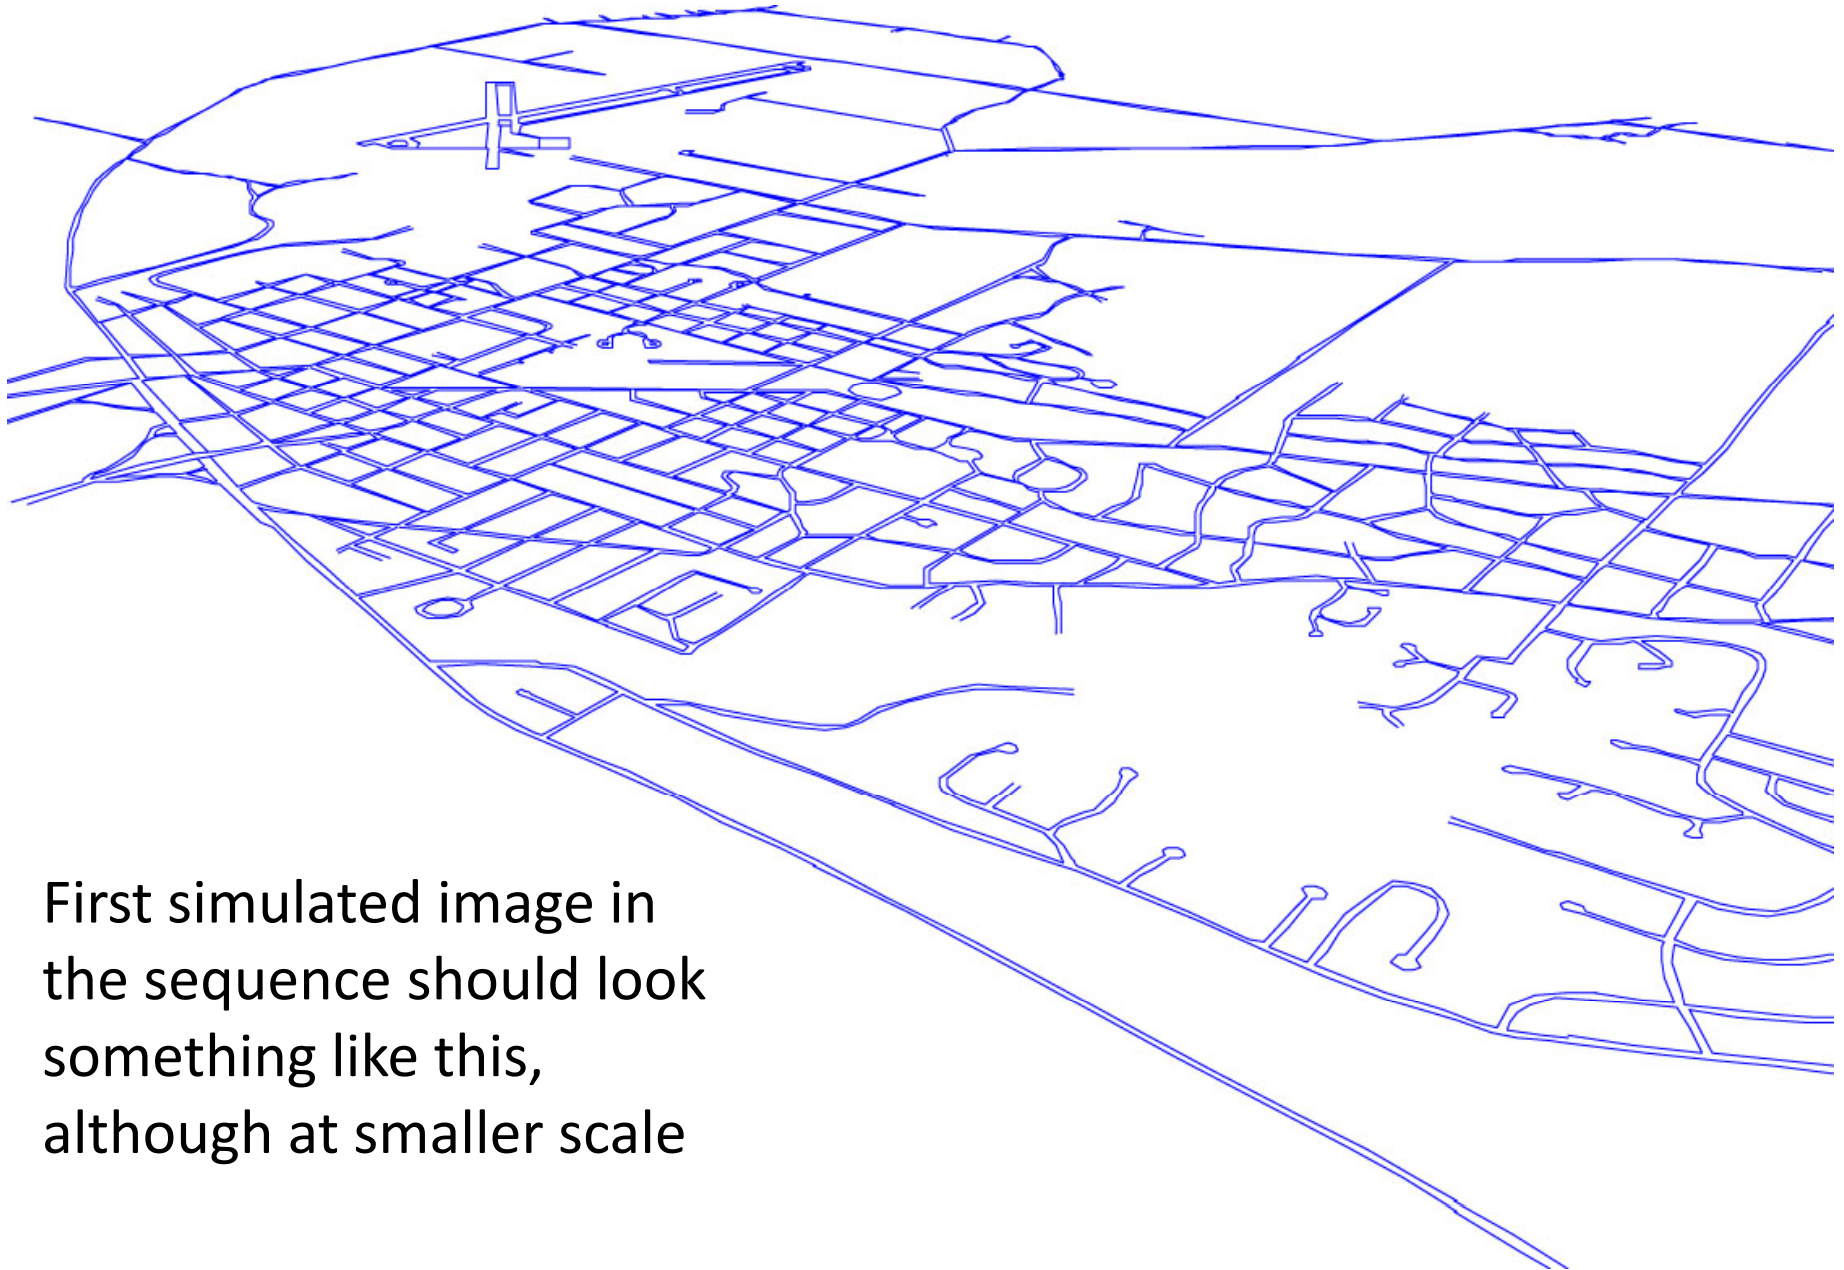 First simulated image in
the sequence should look
something like this,
although at smaller scale